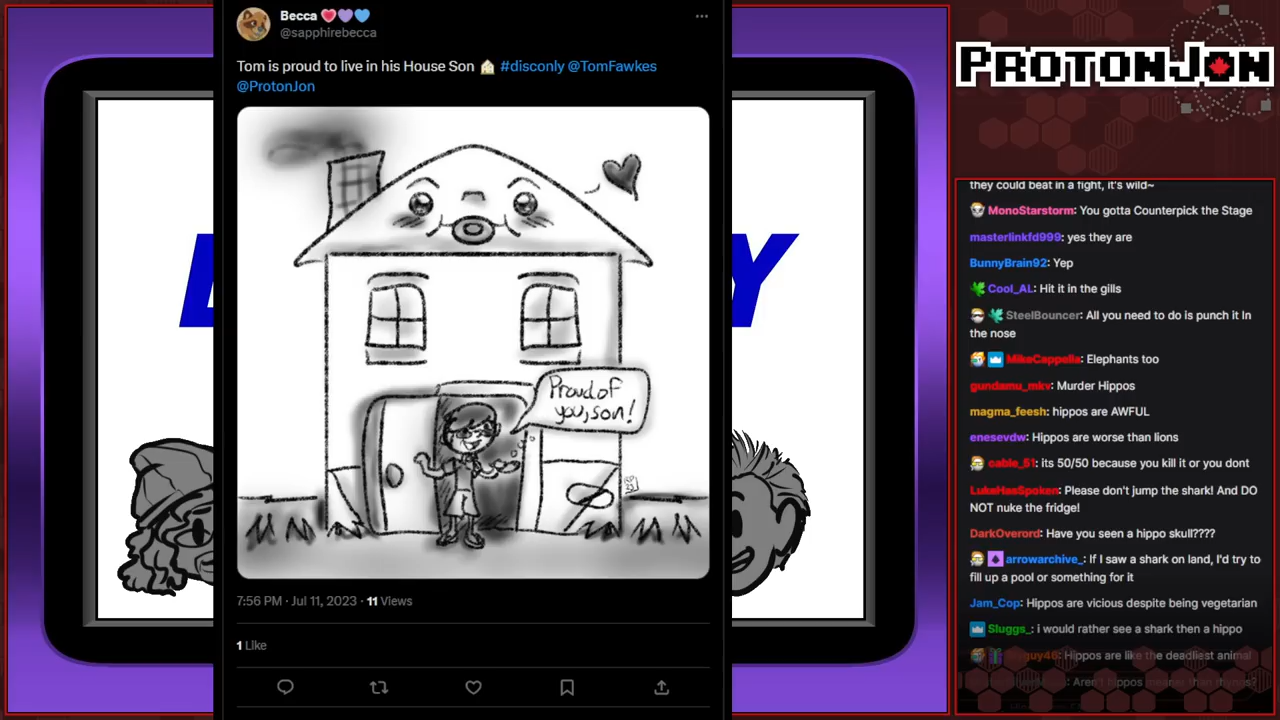 Becca
@sapphirebecca
Tom is proud to live in his House Son #disconly @TomFawkes
@ProtonJon
Proud of
you, son!
7:56 PM · Jul 11, 2023 · 11 Views
1 Like
Y
PROTONJON
they could beat in a fight, it's wild~
MonoStarstorm: You gotta Counterpick the Stage
masterlinkfd999: yes they are
BunnyBrain92: Yep
Cool_AL: Hit it in the gills
SteelBouncer: All you need to do is punch it In
the nose
MikeCappella: Elephants too
gundamu_mkv: Murder Hippos
magma_feesh: hippos are AWFUL
enesevdw: Hippos are worse than lions
cable_51: its 50/50 because you kill it or you dont
LukeHasSpoken: Please don't jump the shark! And DO
NOT nuke the fridge!
DarkOverord: Have you seen a hippo skull????
arrowarchive_: If I saw a shark on land, I'd try to
fill up a pool or something for it
Jam_Cop: Hippos are vicious despite being vegetarian
Sluggs_: i would rather see a shark then a hippo
Hippos are like the deadliest animal
Aren't hippos meaner than rhynos?